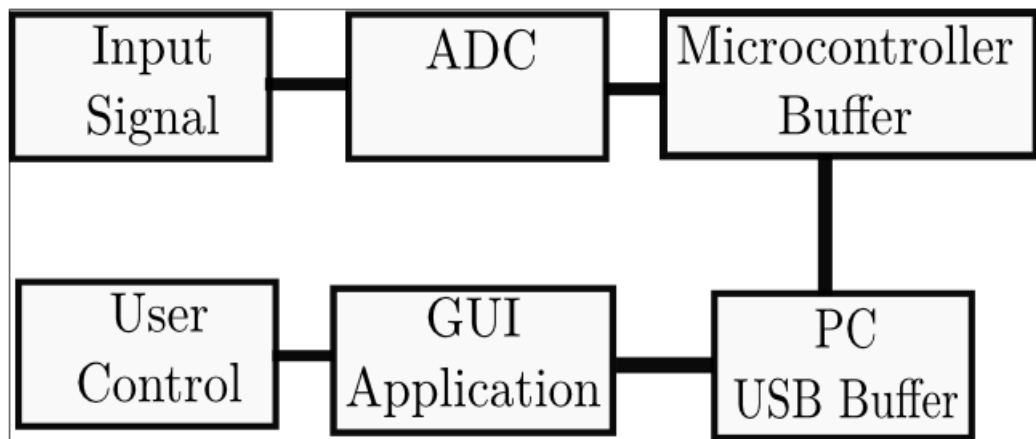 Input
Signal
ADC
Microcontroller
Buffer
User
Control
GUI
Application
PC
USB Buffer